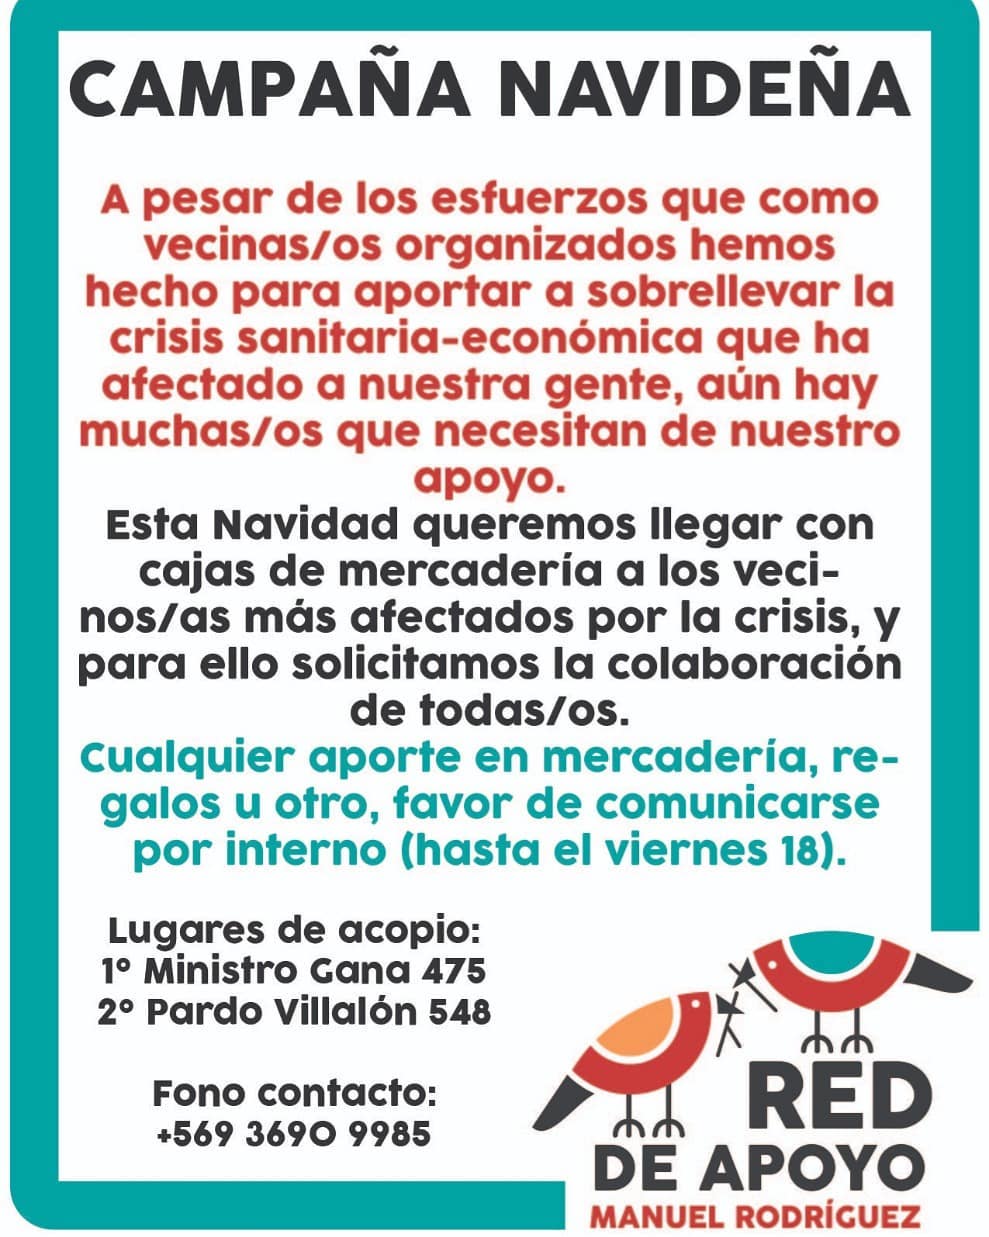 CAMPAÑA NAVIDEÑA
A pesar de los esfuerzos que como
vecinas/os organizados hemos
hecho para aportar a sobrellevar la
crisis sanitaria-económica que ha
afectado a nuestra gente, aún hay
muchas/os que necesitan de nuestro
apoyo.
Esta Navidad queremos llegar con
cajas de mercadería a los veci-
nos/as más afectados por la crisis, y
para ello solicitamos la colaboración
de todas/os.
Cualquier aporte en mercadería, re-
galos u otro, favor de comunicarse
por interno (hasta el viernes 18).
Lugares de acopio:
1º Ministro Gana 475
2º Pardo Villalón 548
Fono contacto:
+569 3690 9985
RED
DE APOYO
MANUEL RODRÍGUEZ